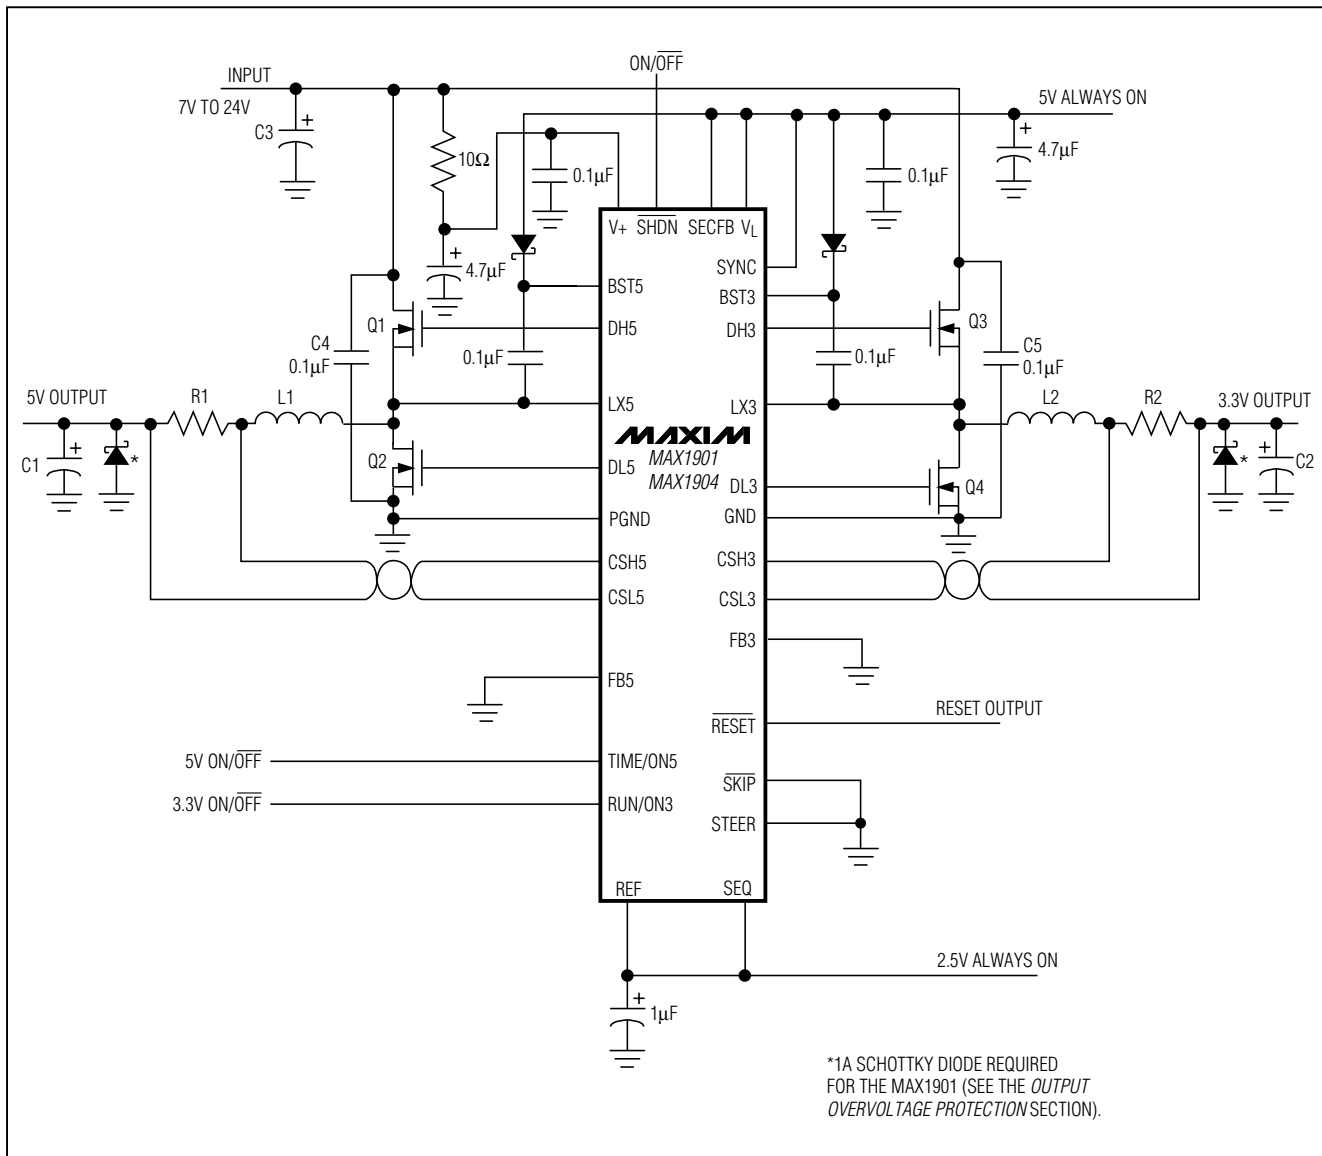 ON/OFF
INPUT
7V TO 24V
5V ALWAYS ON
C3
+
10Ω
0.1µF
0.1µF
+
4.7µF
V+
SHDN
SECFB
VL
+
4.7µF
SYNC
BST5
BST3
Q1
DH5
DH3
Q3
C4
0.1µF
0.1µF
0.1µF
C5
0.1µF
5V OUTPUT
R1
L1
LX5
LX3
L2
R2
3.3V OUTPUT
MAXIM
MAX1901
MAX1904
C1
+
*
Q2
DL5
DL3
Q4
*
+
C2
PGND
GND
CSH5
CSH3
CSL5
CSL3
FB3
FB5
RESET
RESET OUTPUT
5V ON/OFF
TIME/ON5
SKIP
3.3V ON/OFF
RUN/ON3
STEER
REF
SEQ
2.5V ALWAYS ON
+
1µF
*1A SCHOTTKY DIODE REQUIRED
FOR THE MAX1901 (SEE THE OUTPUT
OVERVOLTAGE PROTECTION SECTION).